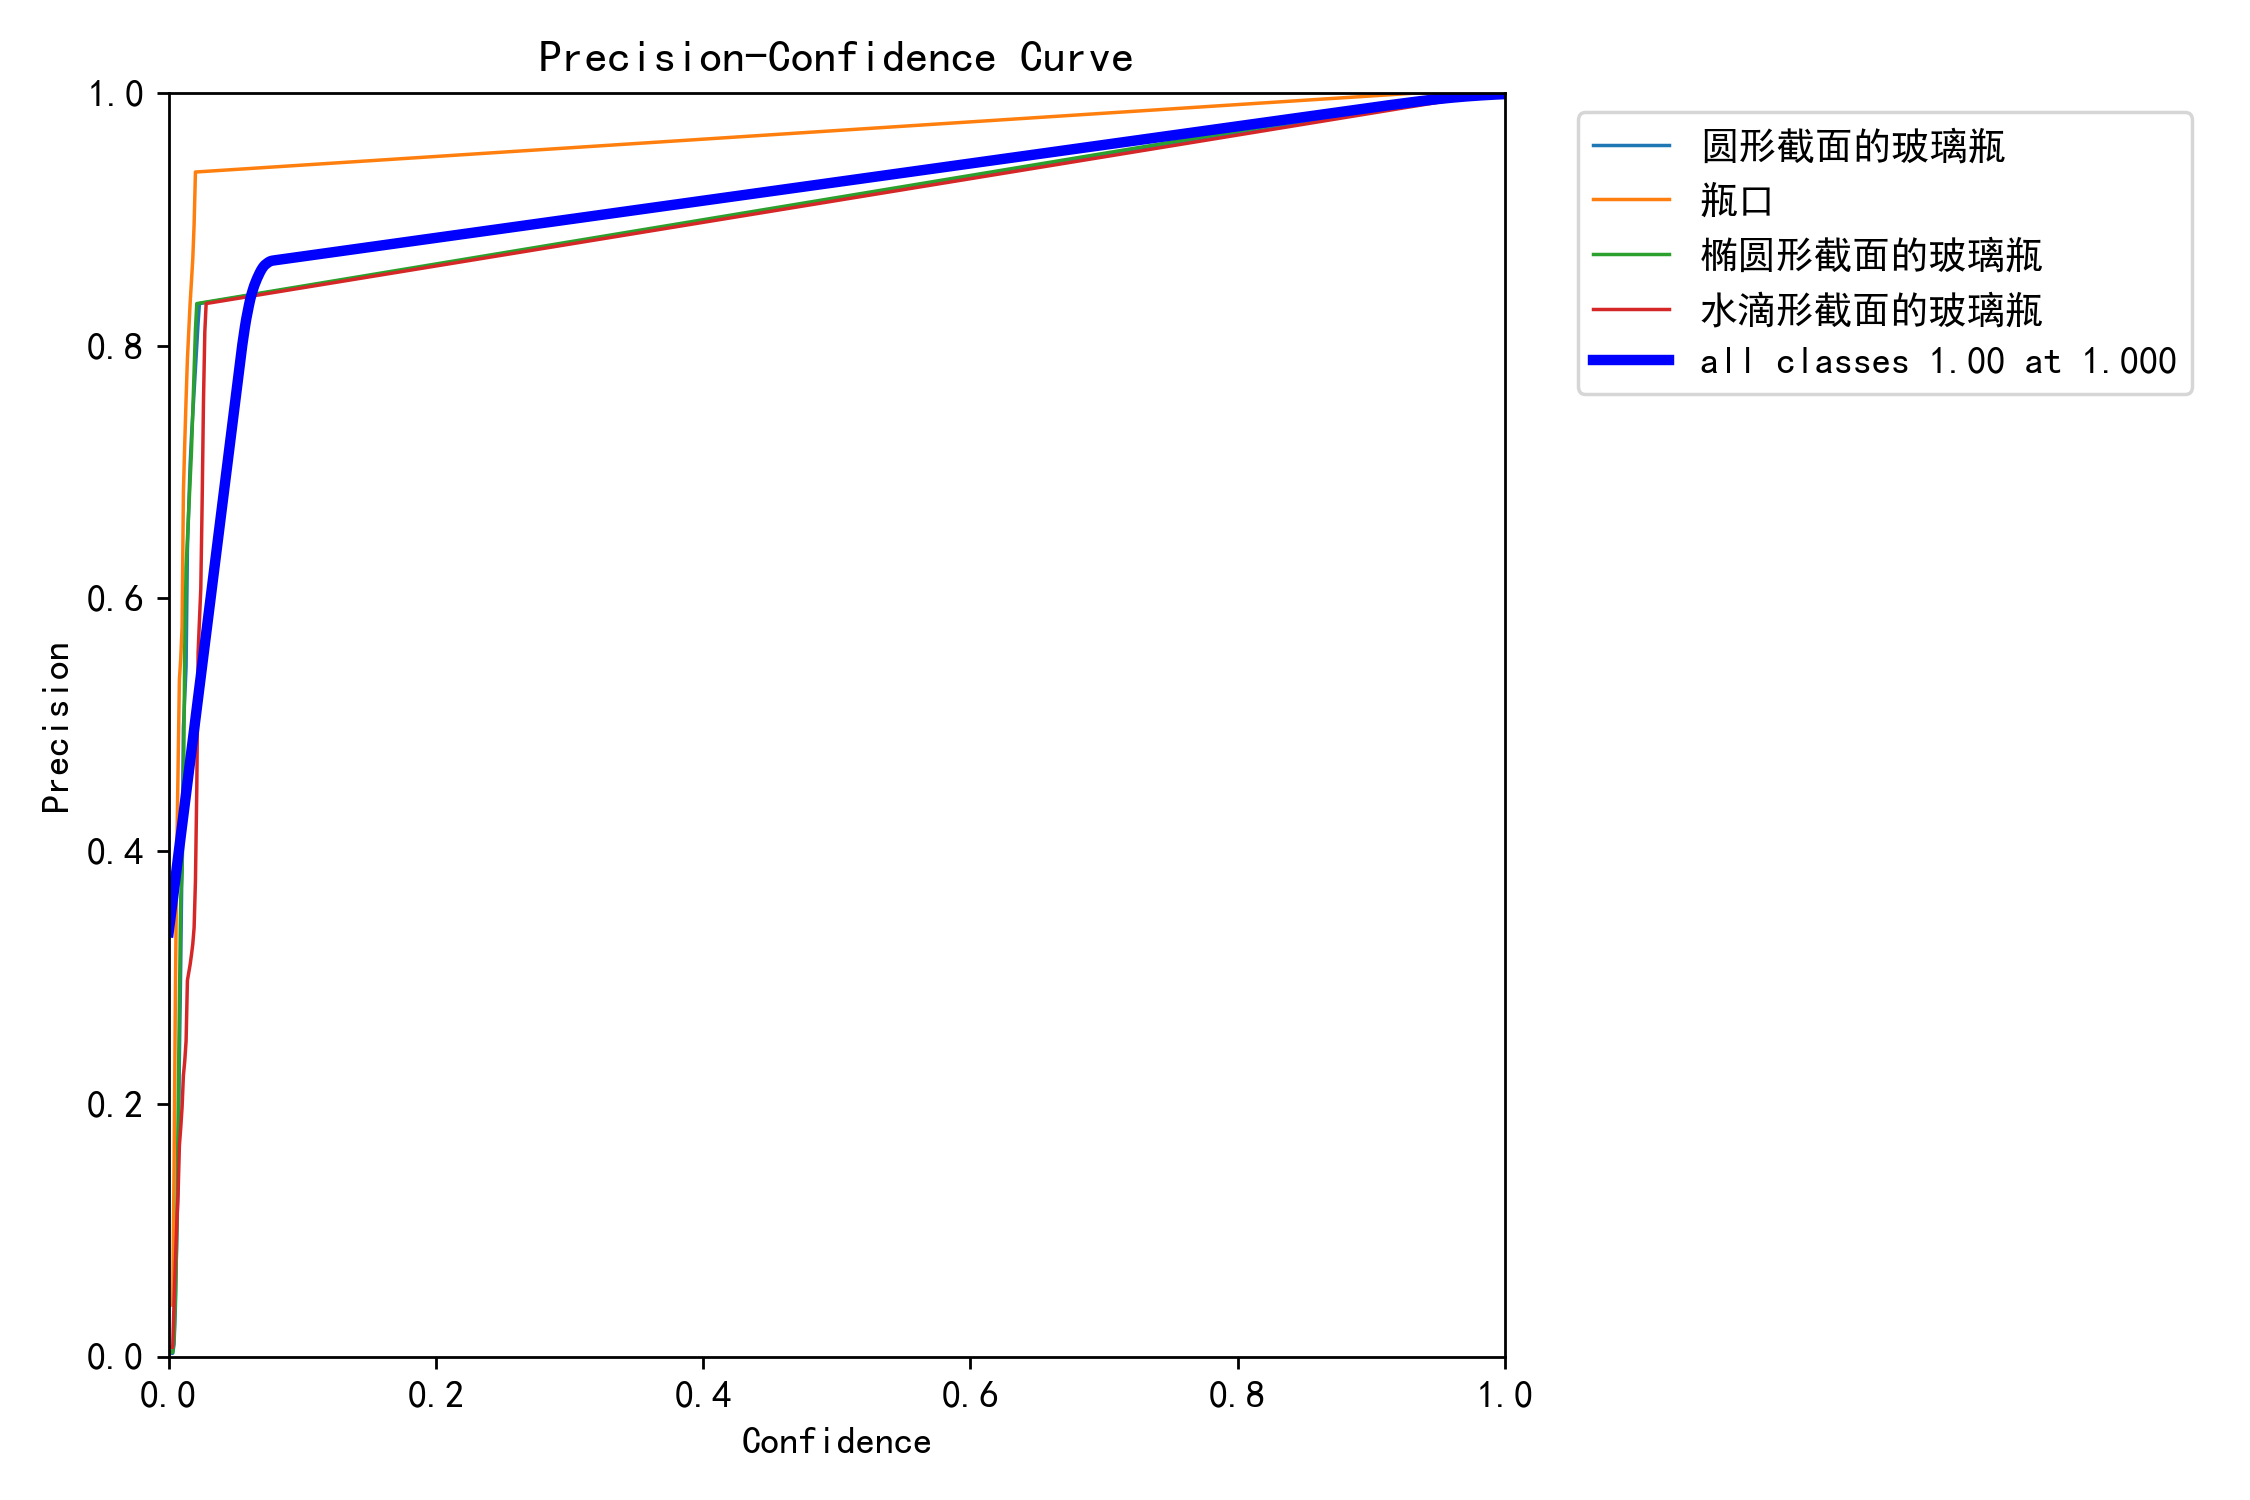 Precision-Confidence Curve
1.0
0.8
0.6
0.4
0.2
0.0
Precision
0.0 0.2 0.4 0.6 0.8 1.0
Confidence
圆形截面的玻璃瓶
瓶口
椭圆形截面的玻璃瓶
水滴形截面的玻璃瓶
all classes 1.00 at 1.000